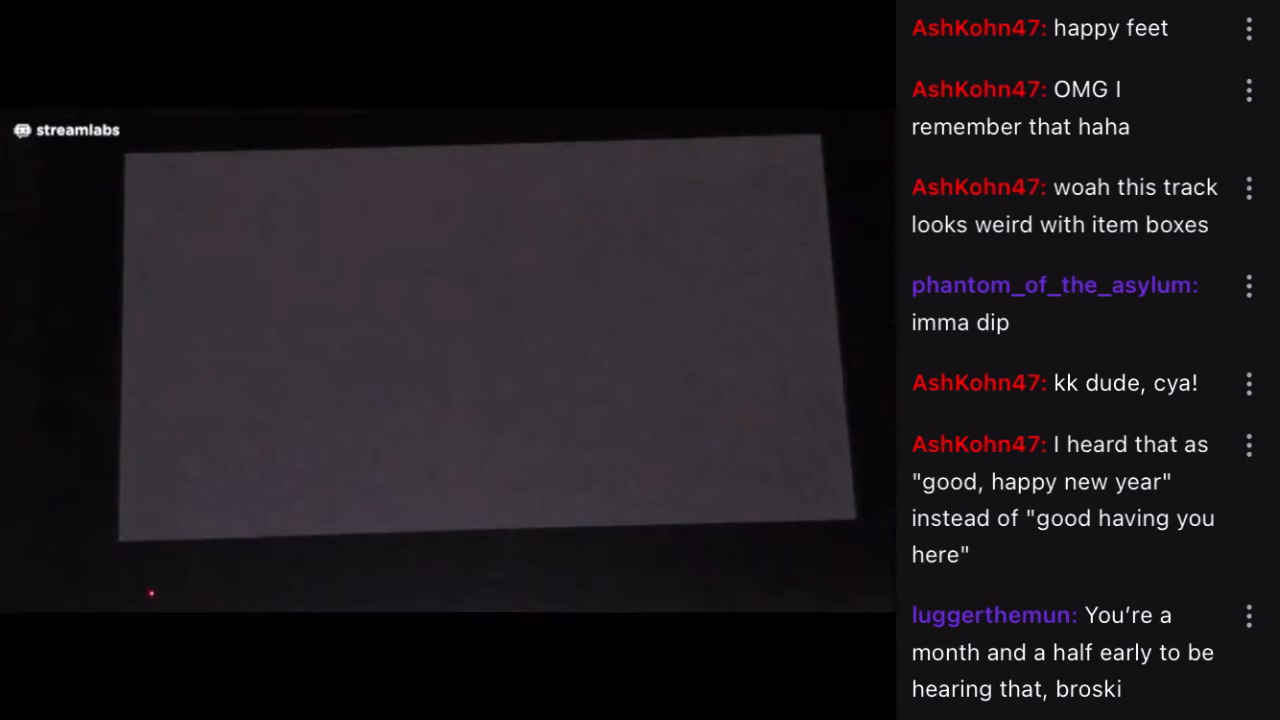 streamlabs
AshKohn47: happy feet
AshKohn47: OMG I
remember that haha
AshKohn47: woah this track
looks weird with item boxes
phantom_of_the_asylum:
imma dip
AshKohn47: kk dude, cya!
AshKohn47: I heard that as
"good, happy new year"
instead of "good having you
here"
luggerthemun: You’re a
month and a half early to be
hearing that, broski